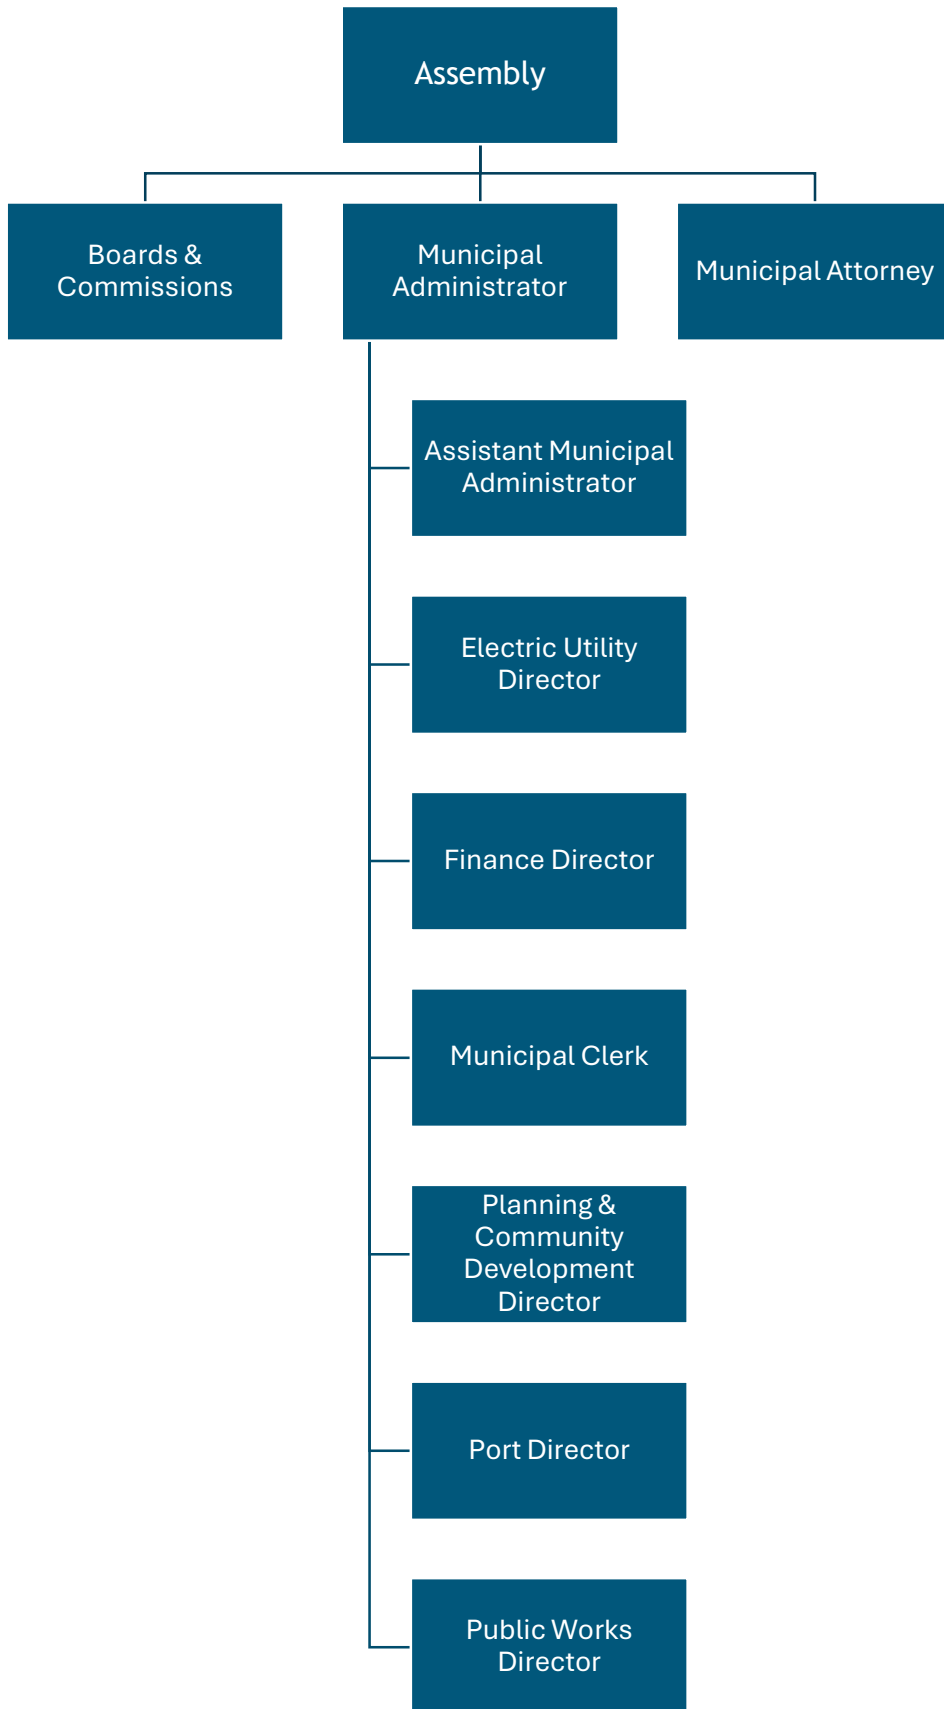 Assembly
Boards &
Commissions
Municipal
Administrator
Municipal Attorney
Assistant Municipal
Administrator
Electric Utility
Director
Finance Director
Municipal Clerk
Planning &
Community
Development
Director
Port Director
Public Works
Director